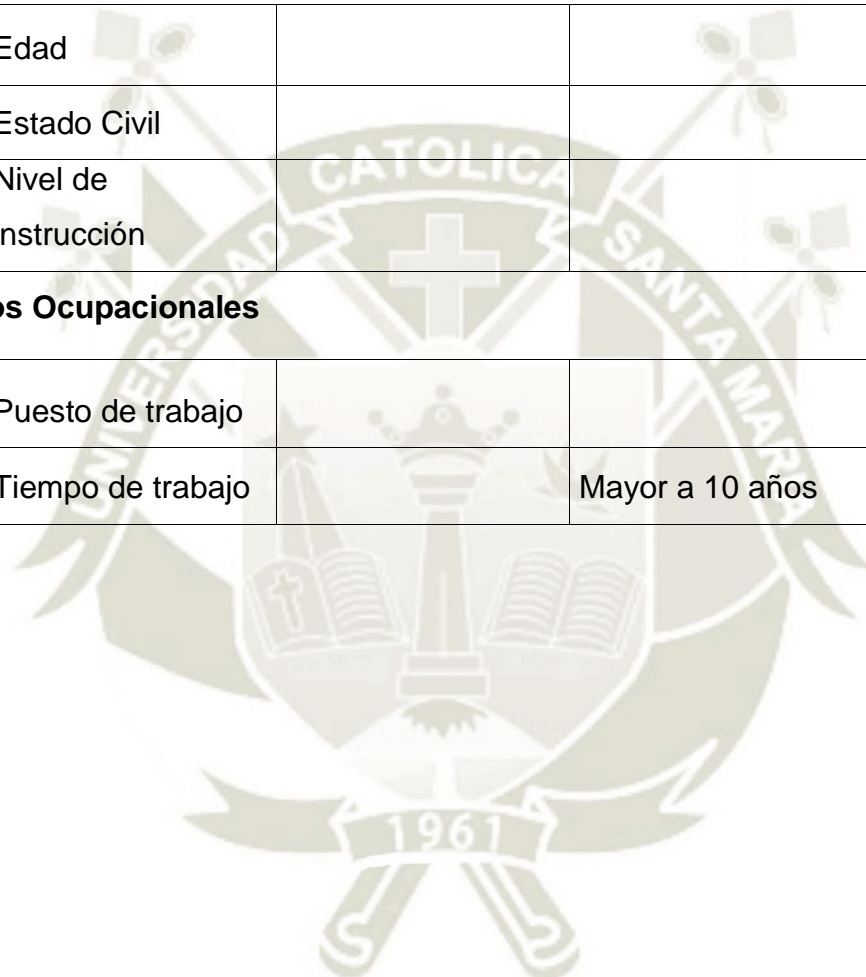 Edad
Estado Civil
Nivel de
nstrucción
os Ocupacionales
Puesto de trabajo
Tiempo de trabajo Mayor a 10 años
UNIVERSIDAD CATOLICA SANTA MARIA
1961